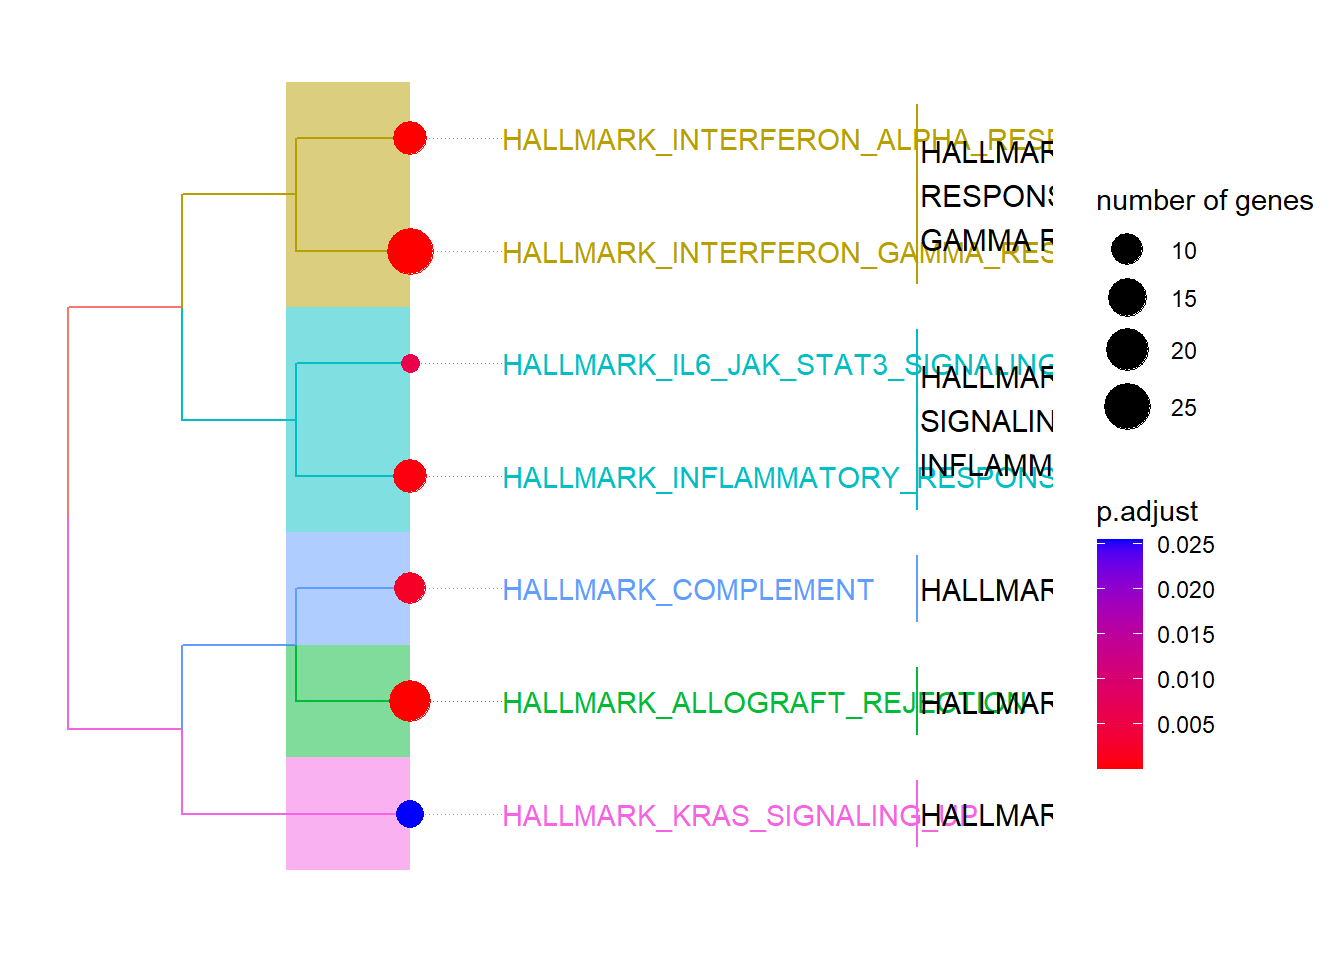 HALLMARK_INTERFERON_ALPHA_RESP
HALLMAR
RESPONS
GAMMA R
HALLMARK_INTERFERON_GAMMA_RES
HALLMARK_IL6_JAK_STAT3_SIGNALING
HALLMAR
SIGNALIN
INFLAMM
HALLMARK_INFLAMMATORY_RESPONS
HALLMARK_COMPLEMENT
HALLMAR
HALLMARK_ALLOGRAFT_REJECTION
HALLMAR
HALLMARK_KRAS_SIGNALING_UP
HALLMAR
number of genes
10
15
20
25
p.adjust
0.025
0.020
0.015
0.010
0.005